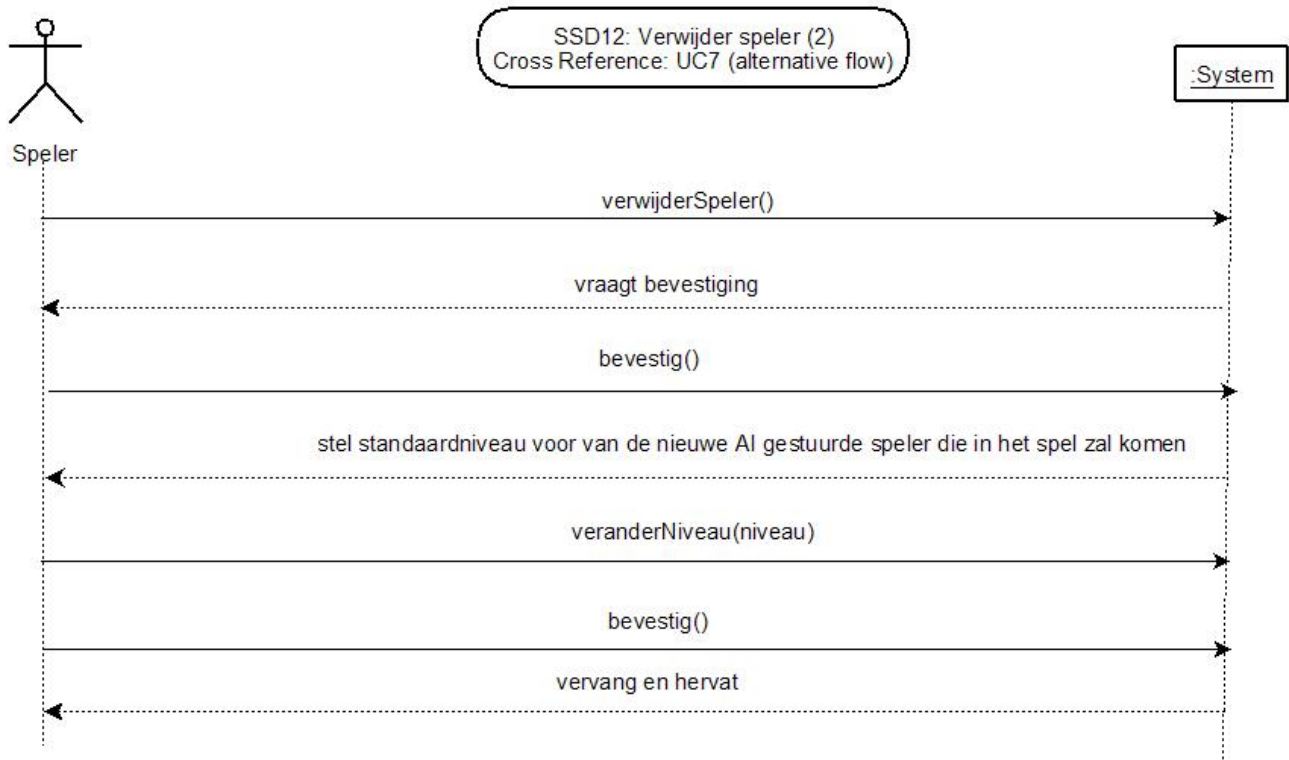 SSD12: Verwijder speler (2)
Cross Reference: UC7 (alternative flow)
:System
Speler
verwijderSpeler()
vraagt bevestiging
bevestig()
stel standaardniveau voor van de nieuwe AI gestuurde speler die in het spel zal komen
veranderNiveau(niveau)
bevestig()
vervang en hervat